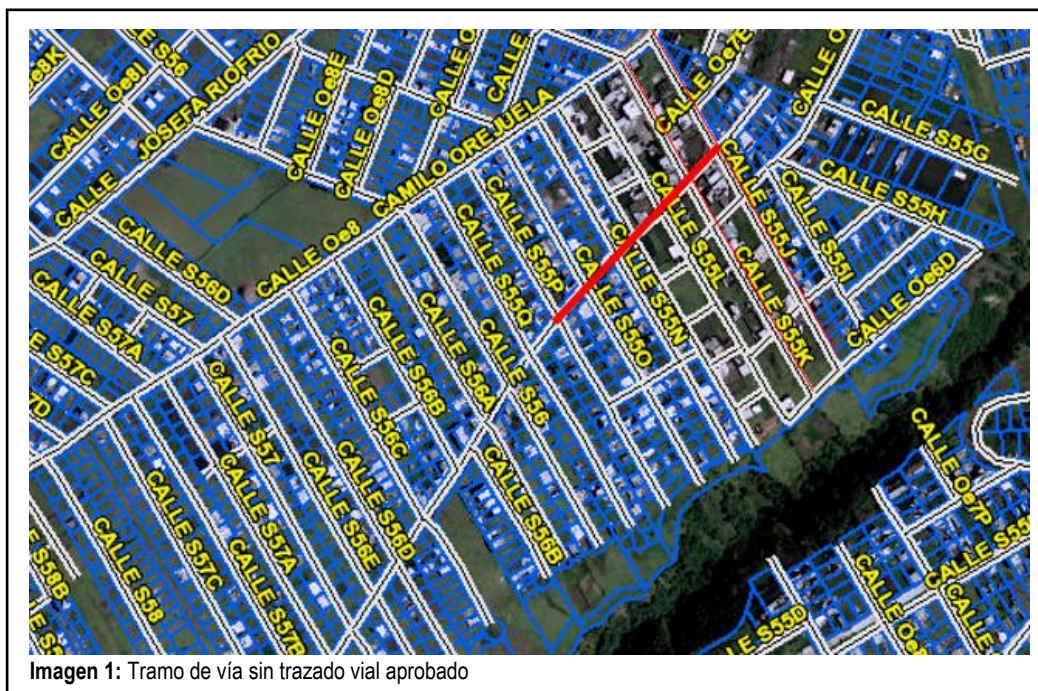 CALLE S56
CALLE Oe8I
JOSEFA RIOFRIO
CALLE
CALLE Oe8E
CALLE Oe8D
CALLE
CALLE Oe7E
CALLE O
CALLE S55G
CALLE S55H
CALLE S55I
CALLE S55J
CALLE S55K
CALLE S55L
CALLE S55N
CALLE S55O
CALLE S55P
CALLE S55Q
CAMILO OREJUELA
CALLE Oe8
CALLE Oe6D
CALLE S56D
CALLE S57
CALLE S57A
S57C
CALLE S56
CALLE S56A
CALLE S56B
CALLE S56C
CALLE S56B
CALLE S57
CALLE S56D
CALLE S56E
CALLE S57A
CALLE S57B
CALLE S57C
CALLE S58
S58B
CALLE Oe7P
CALLE S55D
CALLE Oe
CALLE
Imagen 1: Tramo de vía sin trazado vial aprobado